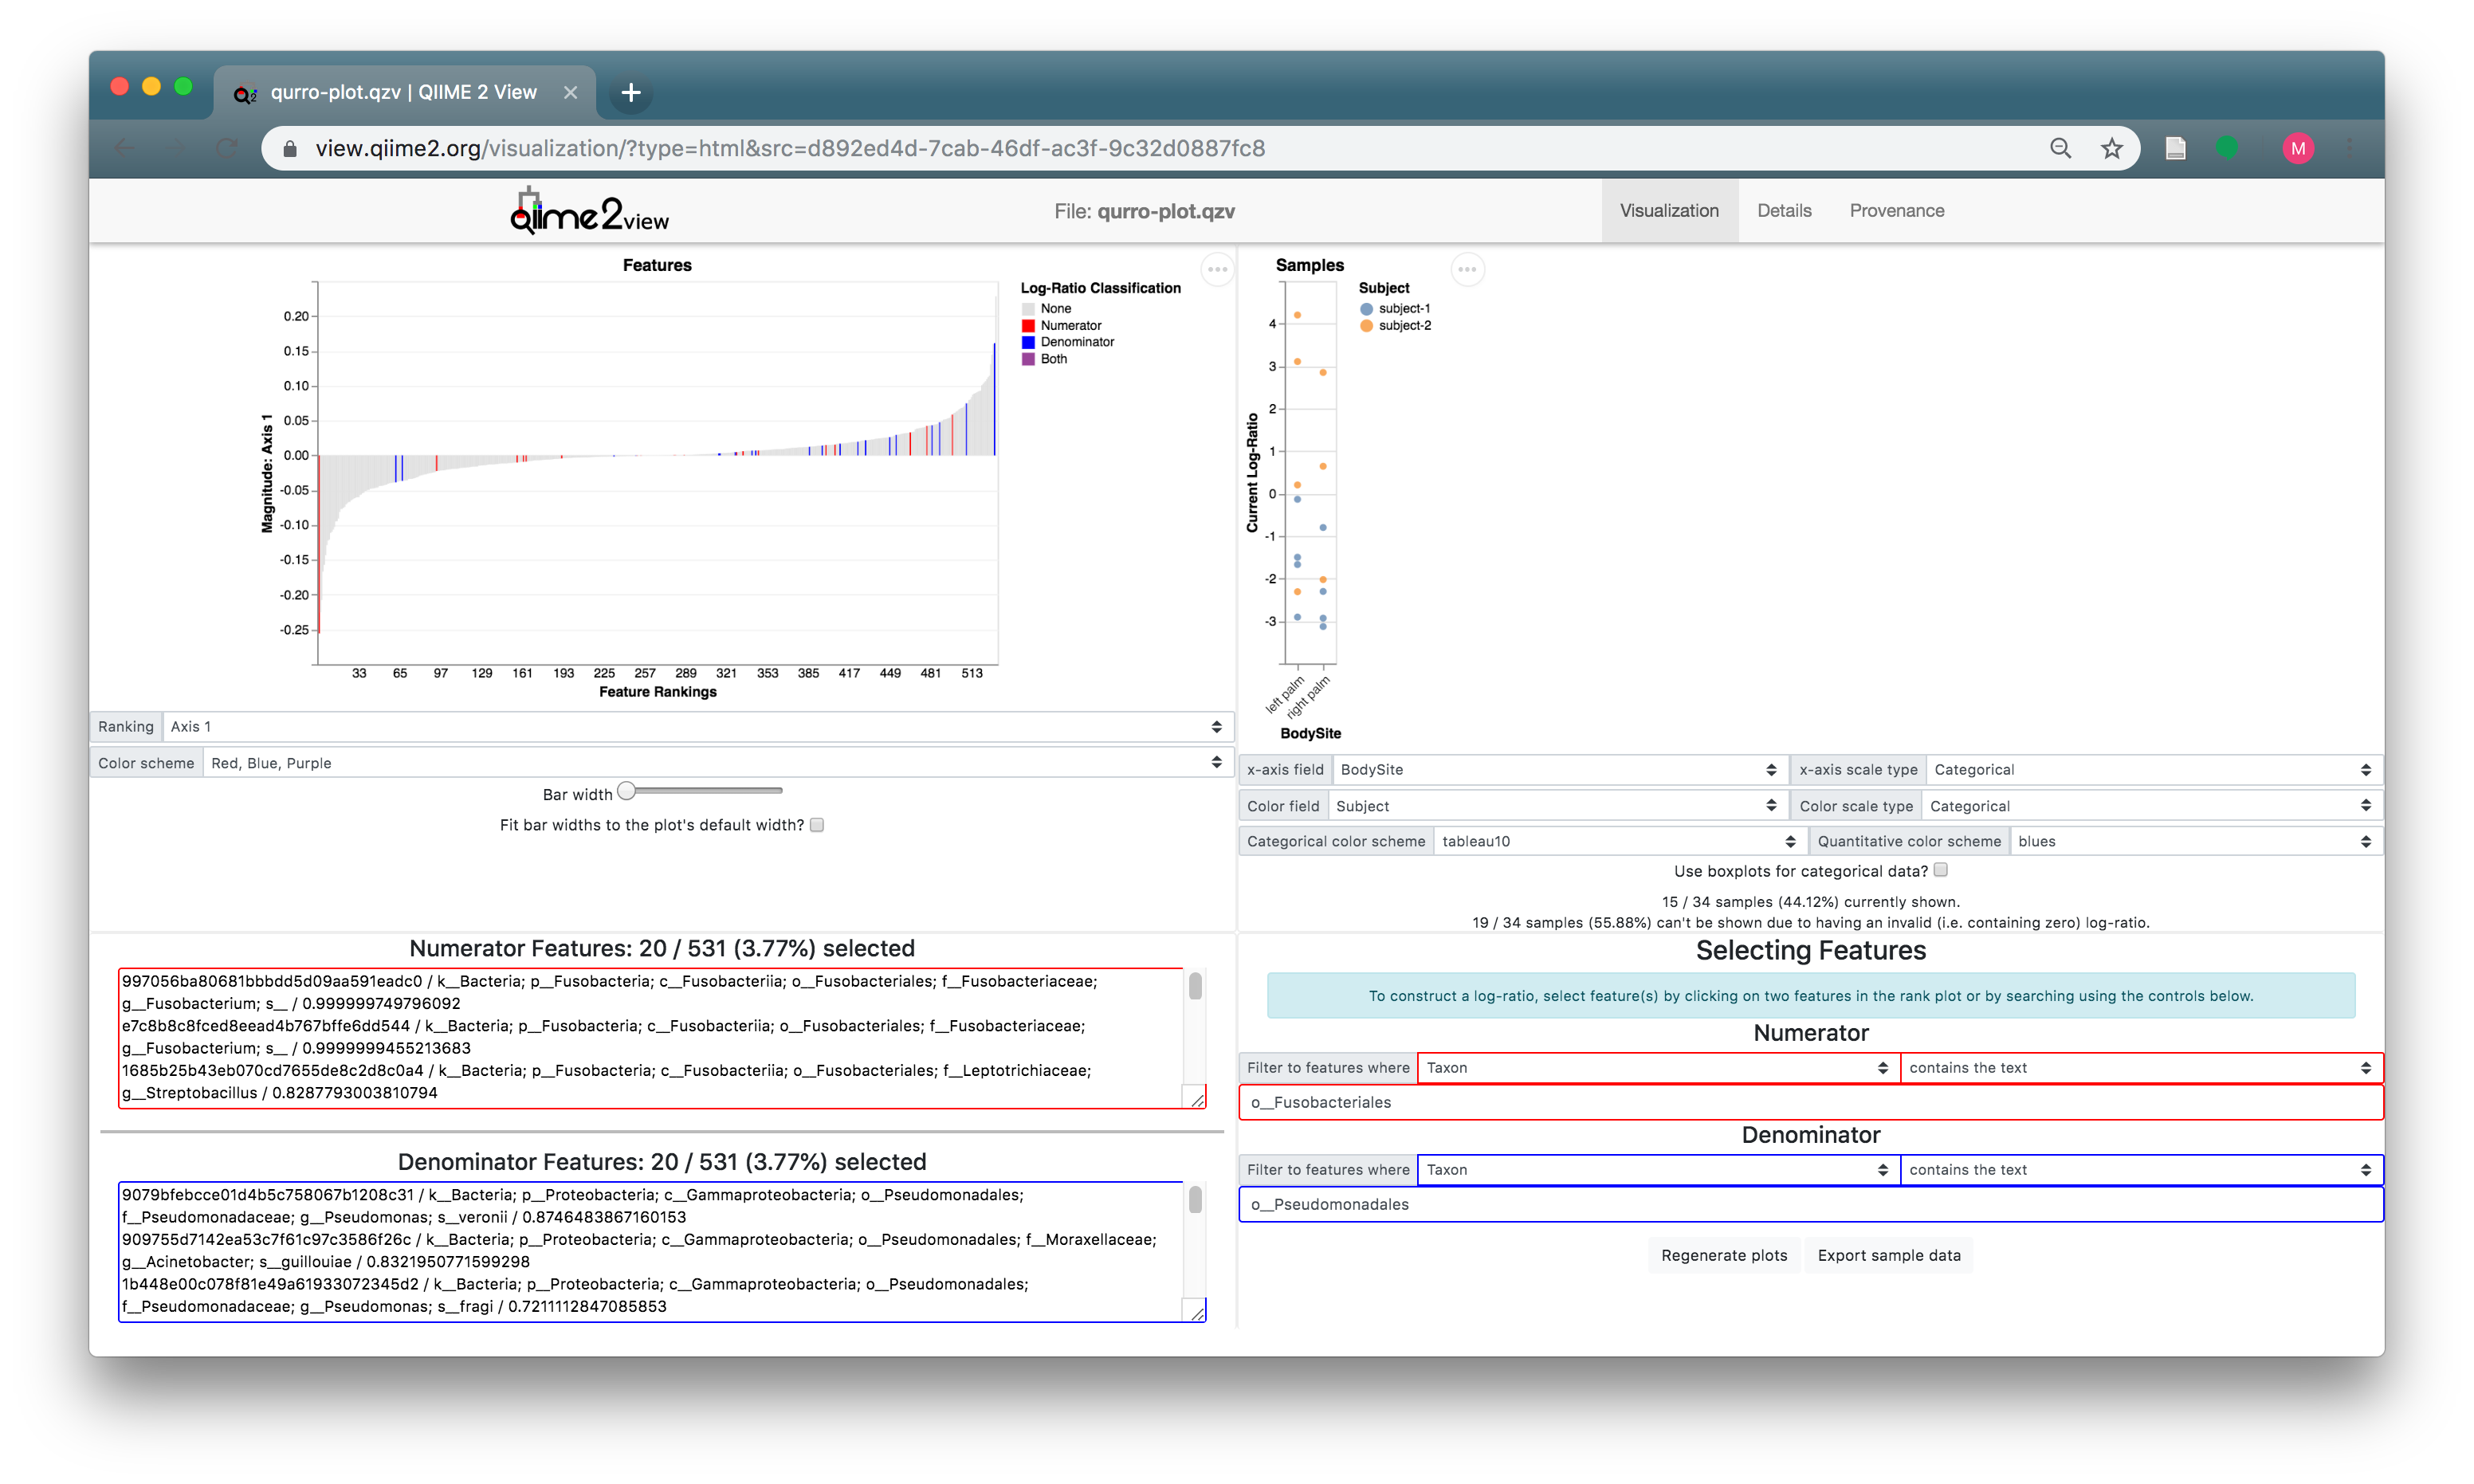 qurro-plot.qzv | QIIME 2 View
view.qiime2.org/visualization/?type=html&src=d892ed4d-7cab-46df-ac3f-9c32d0887fc8
M
qiime2view
File: qurro-plot.qzv
Visualization
Details
Provenance
Features
Magnitude: Axis 1
0.20
0.15
0.10
0.05
0.00
-0.05
-0.10
-0.15
-0.20
-0.25
33 65 97 129 161 193 225 257 289 321 353 385 417 449 481 513
Feature Rankings
Log-Ratio Classification
None
Numerator
Denominator
Both
Ranking Axis 1
Color scheme Red, Blue, Purple
Bar width
Fit bar widths to the plot's default width?
Samples
Current Log-Ratio
4
3
2
1
0
-1
-2
-3
left palm
right palm
BodySite
Subject
subject-1
subject-2
x-axis field BodySite x-axis scale type Categorical
Color field Subject Color scale type Categorical
Categorical color scheme tableau10 Quantitative color scheme blues
Use boxplots for categorical data?
15 / 34 samples (44.12%) currently shown.
19 / 34 samples (55.88%) can't be shown due to having an invalid (i.e. containing zero) log-ratio.
Numerator Features: 20 / 531 (3.77%) selected
997056ba80681bbbdd5d09aa591eadc0 / k__Bacteria; p__Fusobacteria; c__Fusobacteriia; o__Fusobacteriales; f__Fusobacteriaceae;
g__Fusobacterium; s__ / 0.999999749796092
e7c8b8c8fced8eead4b767bffe6dd544 / k__Bacteria; p__Fusobacteria; c__Fusobacteriia; o__Fusobacteriales; f__Fusobacteriaceae;
g__Fusobacterium; s__ / 0.9999999455213683
1685b25b43eb070cd7655de8c2d8c0a4 / k__Bacteria; p__Fusobacteria; c__Fusobacteriia; o__Fusobacteriales; f__Leptotrichiaceae;
g__Streptobacillus / 0.8287793003810794
Denominator Features: 20 / 531 (3.77%) selected
9079bfebcce01d4b5c758067b1208c31 / k__Bacteria; p__Proteobacteria; c__Gammaproteobacteria; o__Pseudomonadales;
f__Pseudomonadaceae; g__Pseudomonas; s__veronii / 0.8746483867160153
909755d7142ea53c7f61c97c3586f26c / k__Bacteria; p__Proteobacteria; c__Gammaproteobacteria; o__Pseudomonadales; f__Moraxellaceae;
g__Acinetobacter; s__guillouiae / 0.8321950771599298
1b448e00c078f81e49a61933072345d2 / k__Bacteria; p__Proteobacteria; c__Gammaproteobacteria; o__Pseudomonadales;
f__Pseudomonadaceae; g__Pseudomonas; s__fragi / 0.7211112847085853
Selecting Features
To construct a log-ratio, select feature(s) by clicking on two features in the rank plot or by searching using the controls below.
Numerator
Filter to features where Taxon contains the text
o__Fusobacteriales
Denominator
Filter to features where Taxon contains the text
o__Pseudomonadales
Regenerate plots Export sample data